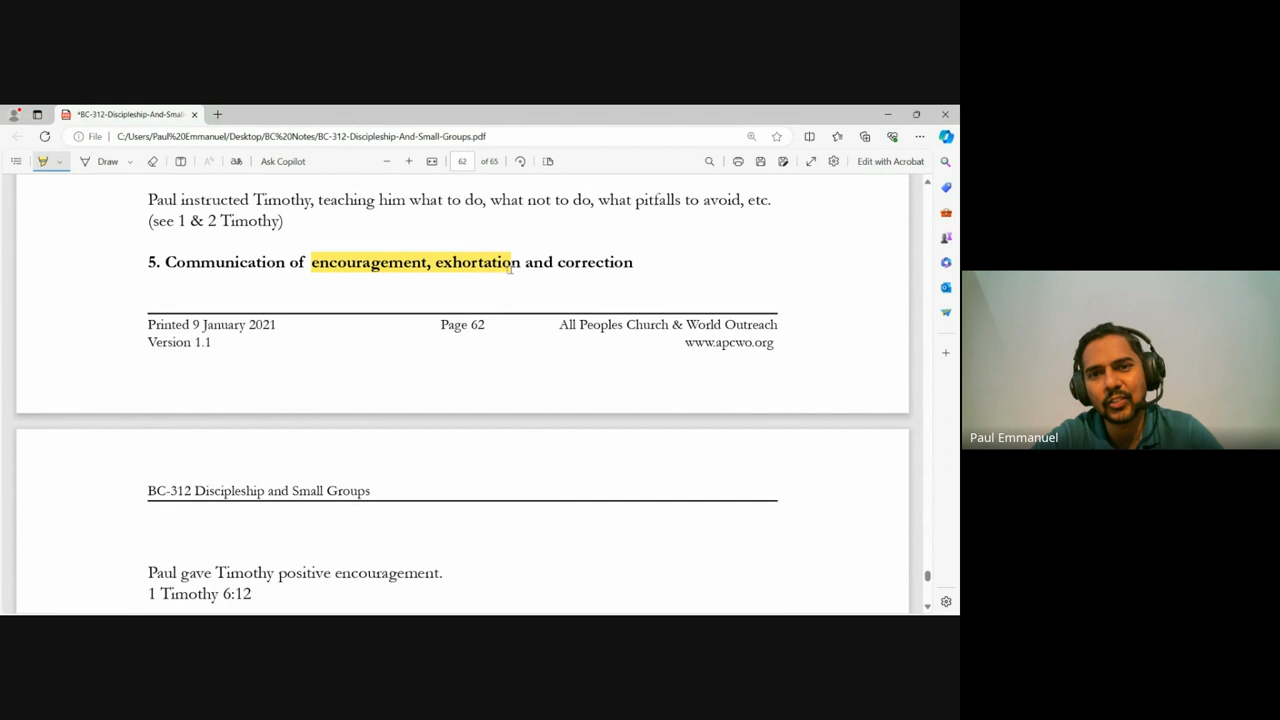 *BC-312-Discipleship-And-Small
File
C:/Users/Paul%20Emmanuel/Desktop/BC%20Notes/BC-312-Discipleship-And-Small-Groups.pdf
Draw
Ask Copilot
62 of 65
Edit with Acrobat
Paul instructed Timothy, teaching him what to do, what not to do, what pitfalls to avoid, etc.
(see 1 & 2 Timothy)
5. Communication of encouragement, exhortation and correction
Printed 9 January 2021 Page 62 All Peoples Church & World Outreach
Version 1.1 www.apcwo.org
BC-312 Discipleship and Small Groups
Paul gave Timothy positive encouragement.
1 Timothy 6:12
Paul Emmanuel